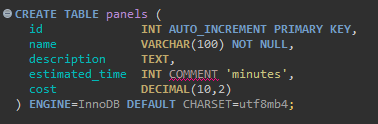 CREATE TABLE panels (
id INT AUTO_INCREMENT PRIMARY KEY,
name VARCHAR(100) NOT NULL,
description TEXT,
estimated_time INT COMMENT 'minutes',
cost DECIMAL(10,2)
) ENGINE=InnoDB DEFAULT CHARSET=utf8mb4;